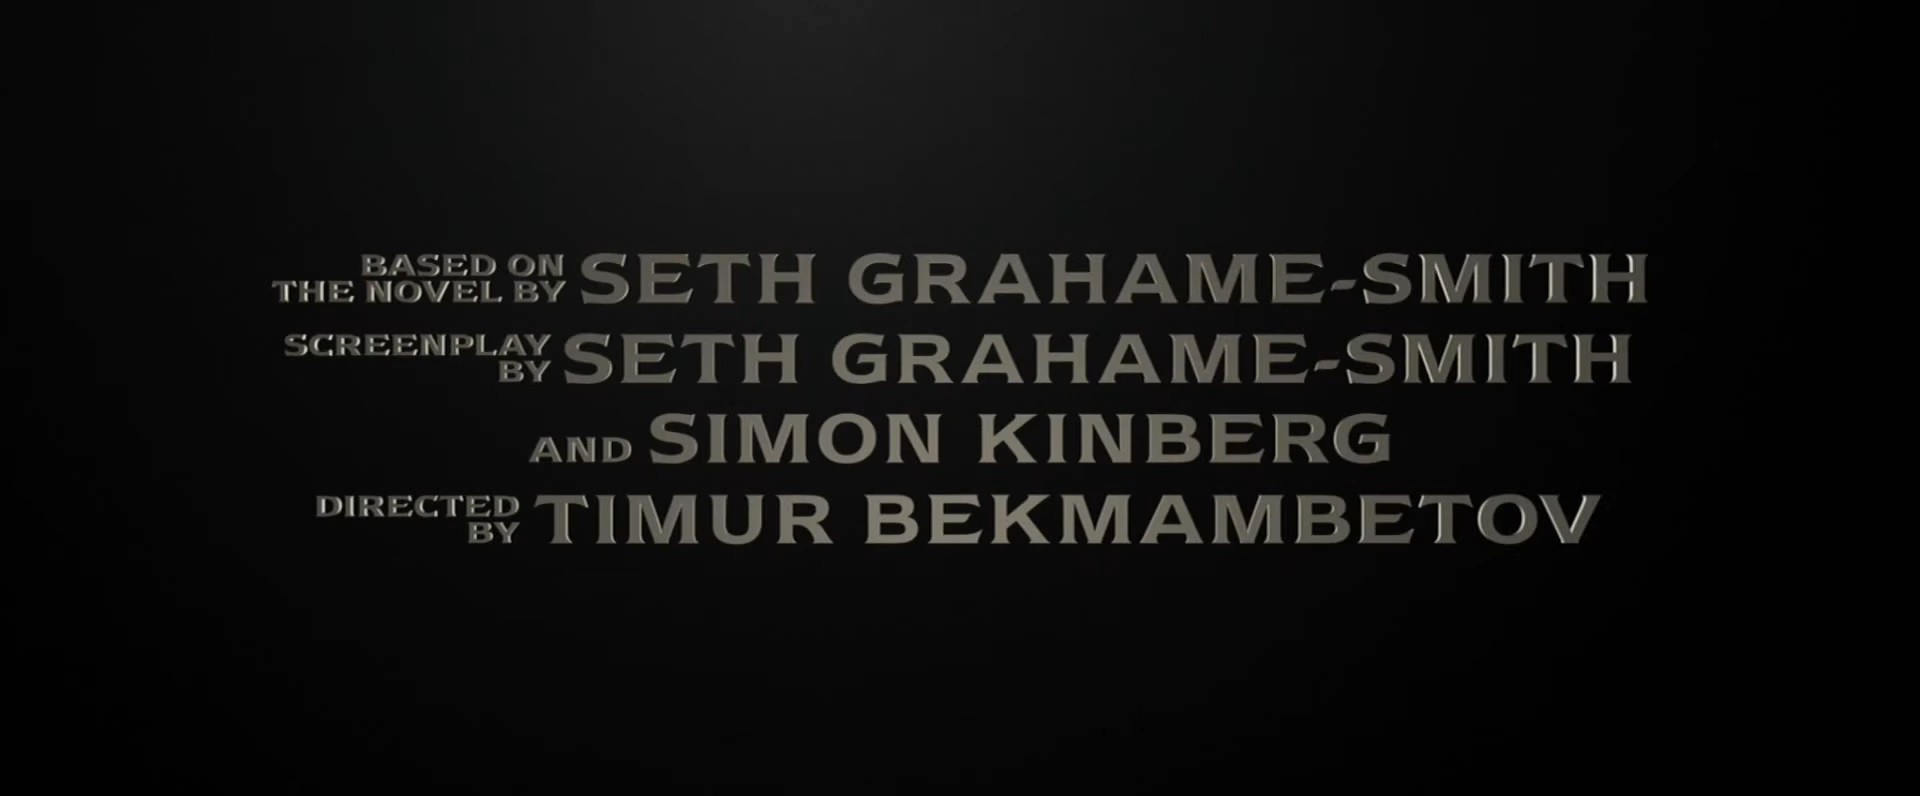 BASED ON
THE NOVEL BY SETH GRAHAME-SMITH
SCREENPLAY
BY SETH GRAHAME-SMITH
AND SIMON KINBERG
DIRECTED
BY TIMUR BEKMAMBETOV